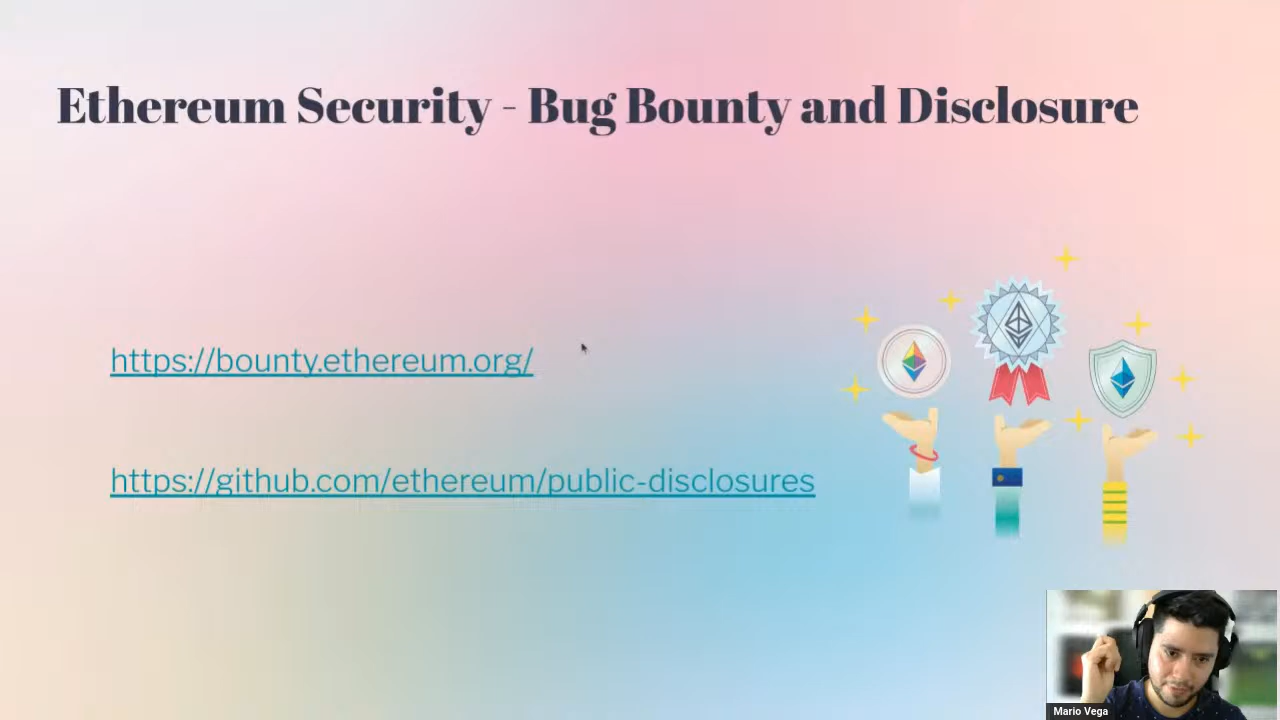 Ethereum Security - Bug Bounty and Disclosure
https://bounty.ethereum.org/
https://github.com/ethereum/public-disclosures
Mario Vega